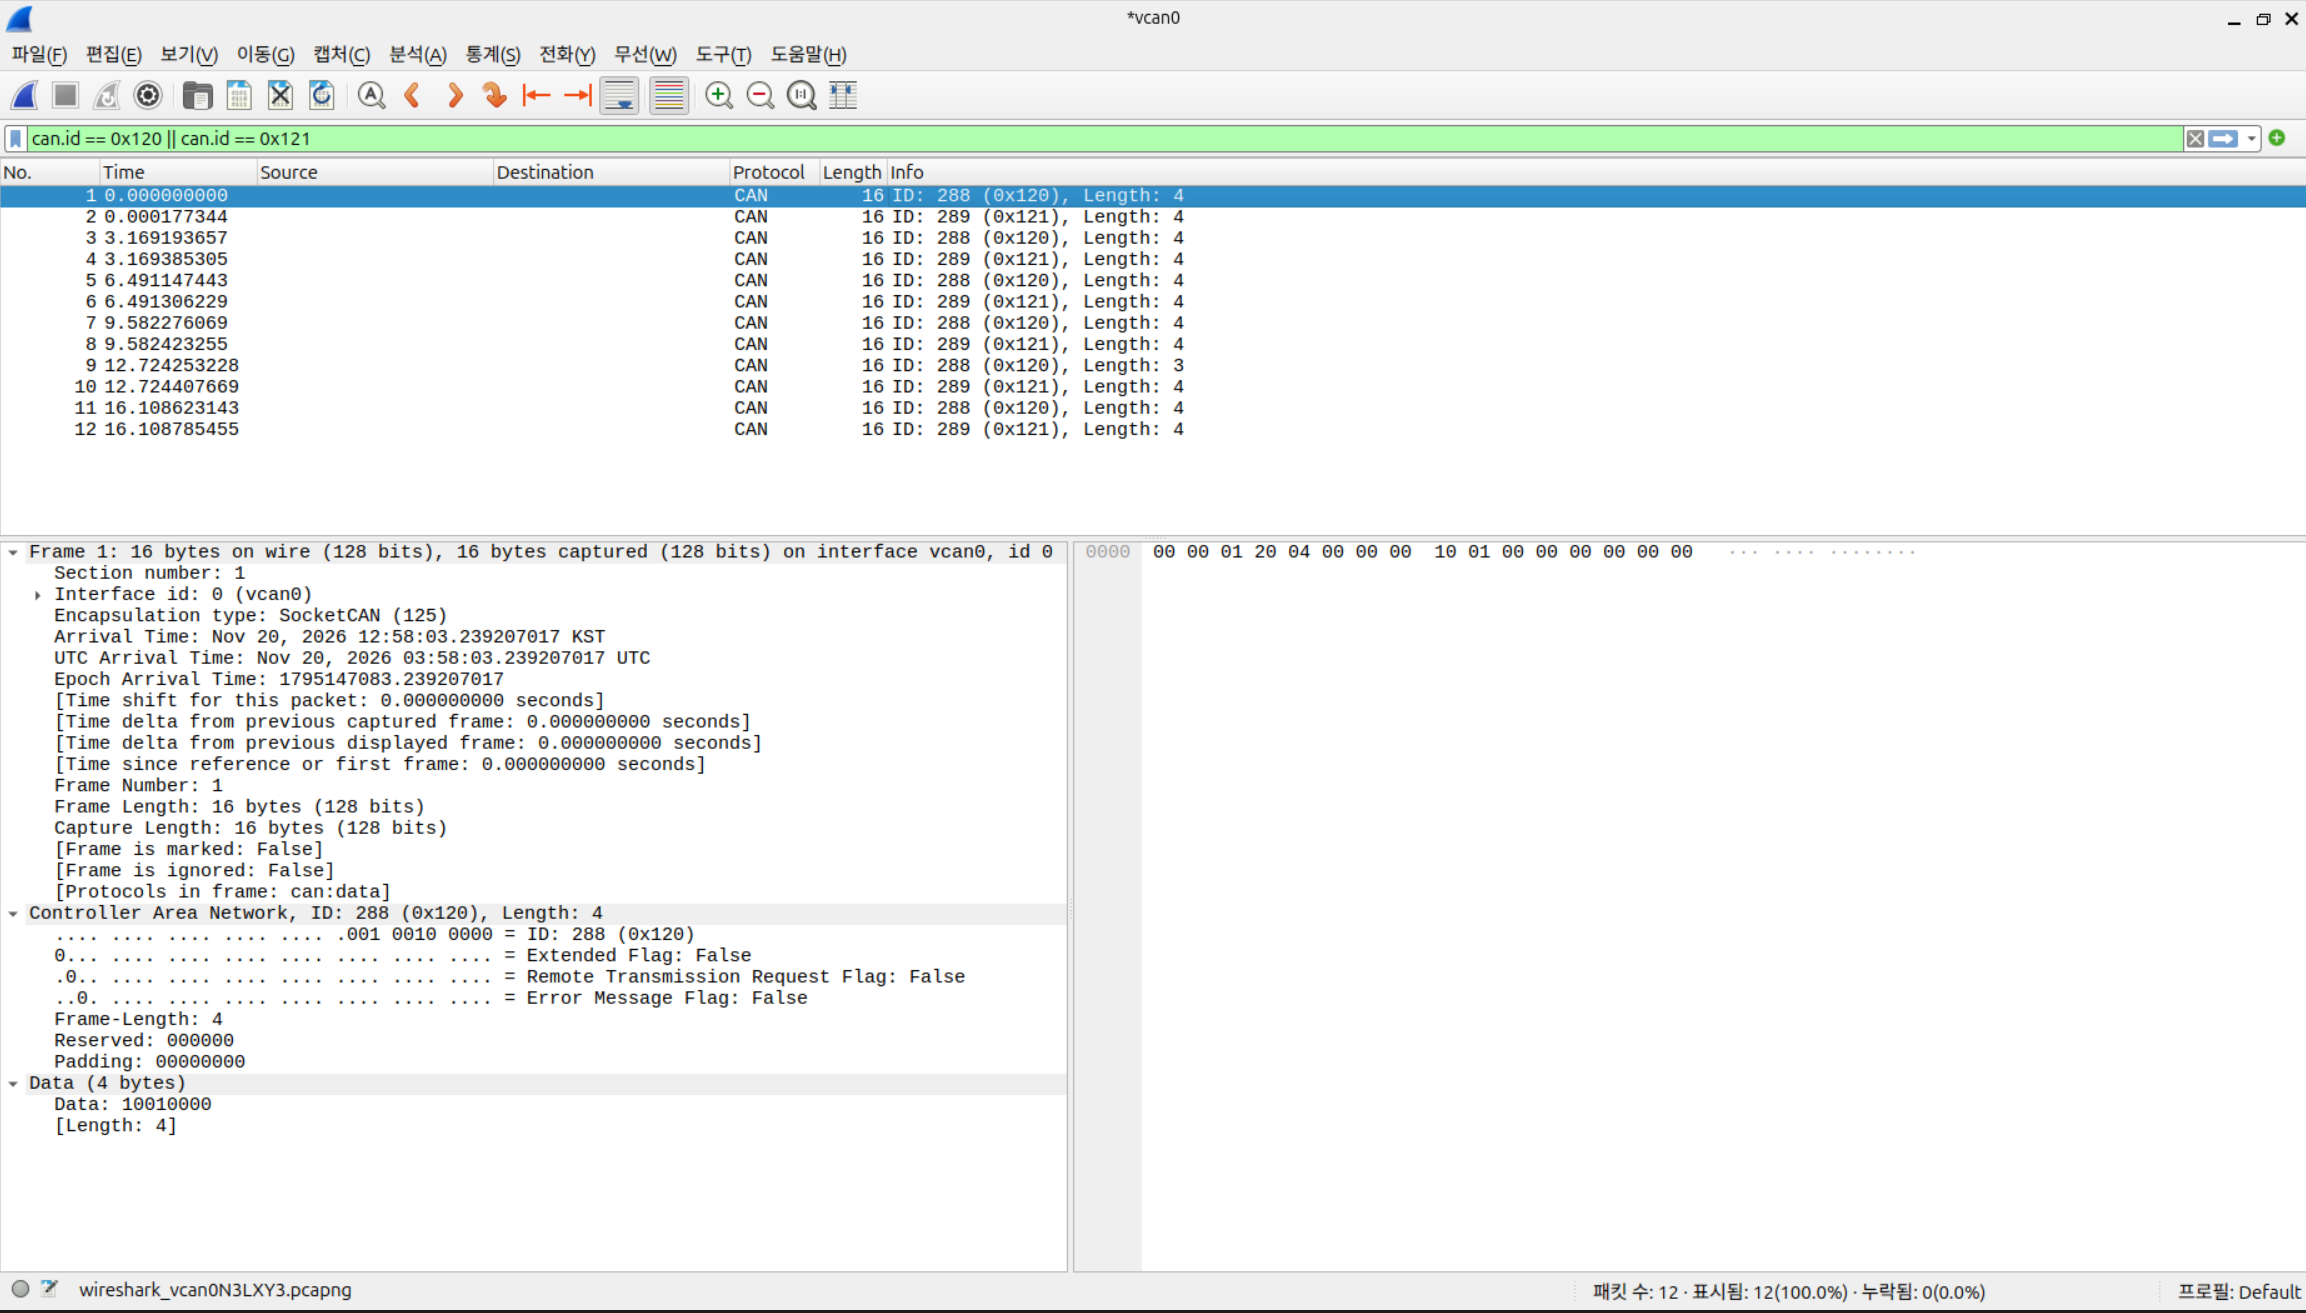 *vcan0
파일(F) 편집(E) 보기(V) 이동(G) 캡처(C) 분석(A) 통계(S) 전화(Y) 무선(W) 도구(T) 도움말(H)
can.id == 0x120 || can.id == 0x121
No. Time Source Destination Protocol Length Info
1 0.000000000 CAN 16 ID: 288 (0x120), Length: 4
2 0.000177344 CAN 16 ID: 289 (0x121), Length: 4
3 3.169193657 CAN 16 ID: 288 (0x120), Length: 4
4 3.169385305 CAN 16 ID: 289 (0x121), Length: 4
5 6.491147443 CAN 16 ID: 288 (0x120), Length: 4
6 6.491306229 CAN 16 ID: 289 (0x121), Length: 4
7 9.582276069 CAN 16 ID: 288 (0x120), Length: 4
8 9.582423255 CAN 16 ID: 289 (0x121), Length: 4
9 12.724253228 CAN 16 ID: 288 (0x120), Length: 3
10 12.724407669 CAN 16 ID: 289 (0x121), Length: 4
11 16.108623143 CAN 16 ID: 288 (0x120), Length: 4
12 16.108785455 CAN 16 ID: 289 (0x121), Length: 4
Frame 1: 16 bytes on wire (128 bits), 16 bytes captured (128 bits) on interface vcan0, id 0
Section number: 1
Interface id: 0 (vcan0)
Encapsulation type: SocketCAN (125)
Arrival Time: Nov 20, 2026 12:58:03.239207017 KST
UTC Arrival Time: Nov 20, 2026 03:58:03.239207017 UTC
Epoch Arrival Time: 1795147083.239207017
[Time shift for this packet: 0.000000000 seconds]
[Time delta from previous captured frame: 0.000000000 seconds]
[Time delta from previous displayed frame: 0.000000000 seconds]
[Time since reference or first frame: 0.000000000 seconds]
Frame Number: 1
Frame Length: 16 bytes (128 bits)
Capture Length: 16 bytes (128 bits)
[Frame is marked: False]
[Frame is ignored: False]
[Protocols in frame: can:data]
Controller Area Network, ID: 288 (0x120), Length: 4
.... .... .... .... .... .001 0010 0000 = ID: 288 (0x120)
0... .... .... .... .... .... .... .... = Extended Flag: False
.0.. .... .... .... .... .... .... .... = Remote Transmission Request Flag: False
..0. .... .... .... .... .... .... .... = Error Message Flag: False
Frame-Length: 4
Reserved: 000000
Padding: 00000000
Data (4 bytes)
Data: 10010000
[Length: 4]
0000 00 00 01 20 04 00 00 00 10 01 00 00 00 00 00 00 ··· ···· ········
wireshark_vcan0N3LXY3.pcapng
패킷 수: 12 · 표시됨: 12(100.0%) · 누락됨: 0(0.0%)
프로필: Default